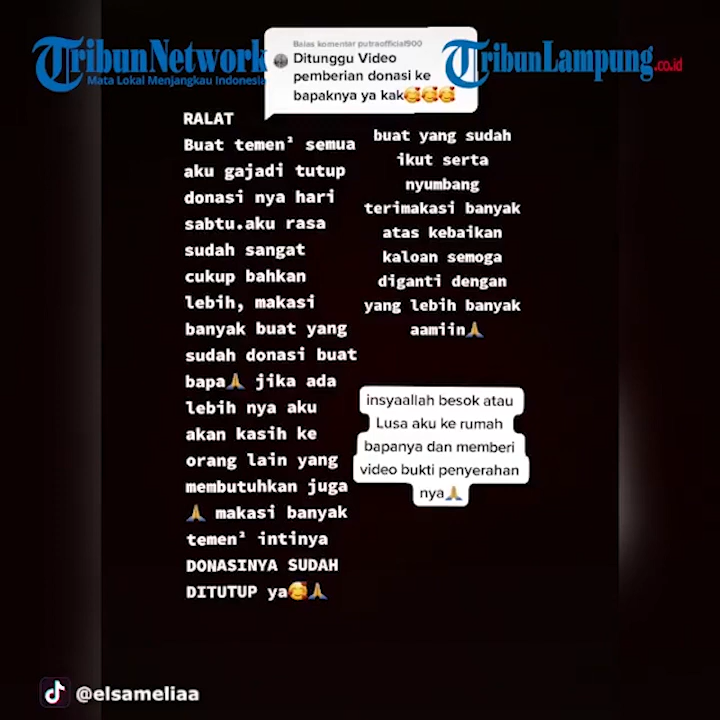 TribunNetwork
Mata Lokal Menjangkau Indonesia
Balas komentar putraofficial900
Ditunggu Video
pemberian donasi ke
bapaknya ya kak🥰🥰🥰
TribunLampung.co.id
RALAT
Buat temen² semua
aku gajadi tutup
donasi nya hari
sabtu.aku rasa
sudah sangat
cukup bahkan
lebih, makasi
banyak buat yang
sudah donasi buat
bapa🙏 jika ada
lebih nya aku
akan kasih ke
orang lain yang
membutuhkan juga
🙏 makasi banyak
temen² intinya
DONASINYA SUDAH
DITUTUP ya🥰🙏
buat yang sudah
ikut serta
nyumbang
terimakasi banyak
atas kebaikan
kaloan semoga
diganti dengan
yang lebih banyak
aamiin🙏
insyaallah besok atau
Lusa aku ke rumah
bapanya dan memberi
video bukti penyerahan
nya🙏
@elsameliaa